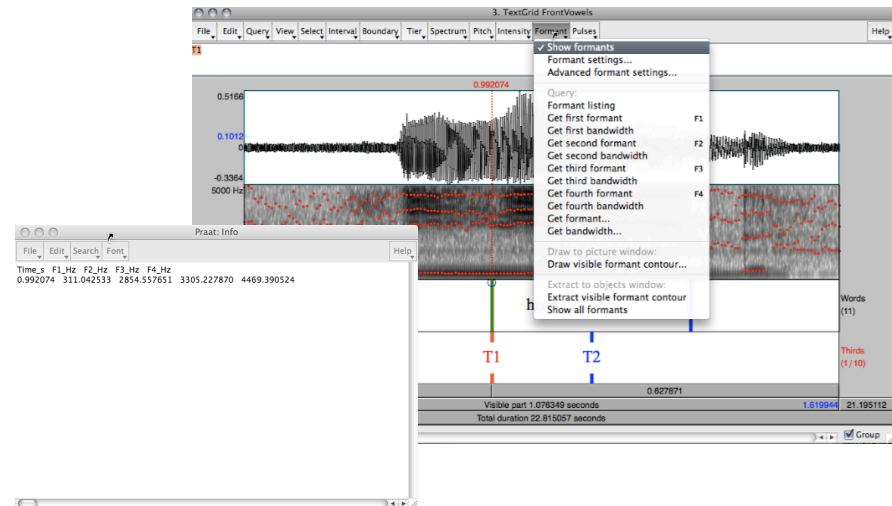 3. TextGrid FrontVowels
File Edit Query View Select Interval Boundary Tier Spectrum Pitch Intensity Formant Pulses Help
T1
✓ Show formants
Formant settings...
Advanced formant settings...
Query:
Formant listing
Get first formant F1
Get first bandwidth
Get second formant F2
Get second bandwidth
Get third formant F3
Get third bandwidth
Get fourth formant F4
Get fourth bandwidth
Get formant...
Get bandwidth...
Draw to picture window:
Draw visible formant contour...
Extract to objects window:
Extract visible formant contour
Show all formants
0.992074
0.5166
0.1012
0
-0.3364
5000 Hz
h
Words
(11)
T1 T2
Thirds
(1/10)
0.627871
Visible part 1.076349 seconds 1.619944 21.195112
Total duration 22.815057 seconds
Group
Praat: Info
File Edit Search Font Help
Time_s F1_Hz F2_Hz F3_Hz F4_Hz
0.992074 311.042533 2854.557651 3305.227870 4469.390524